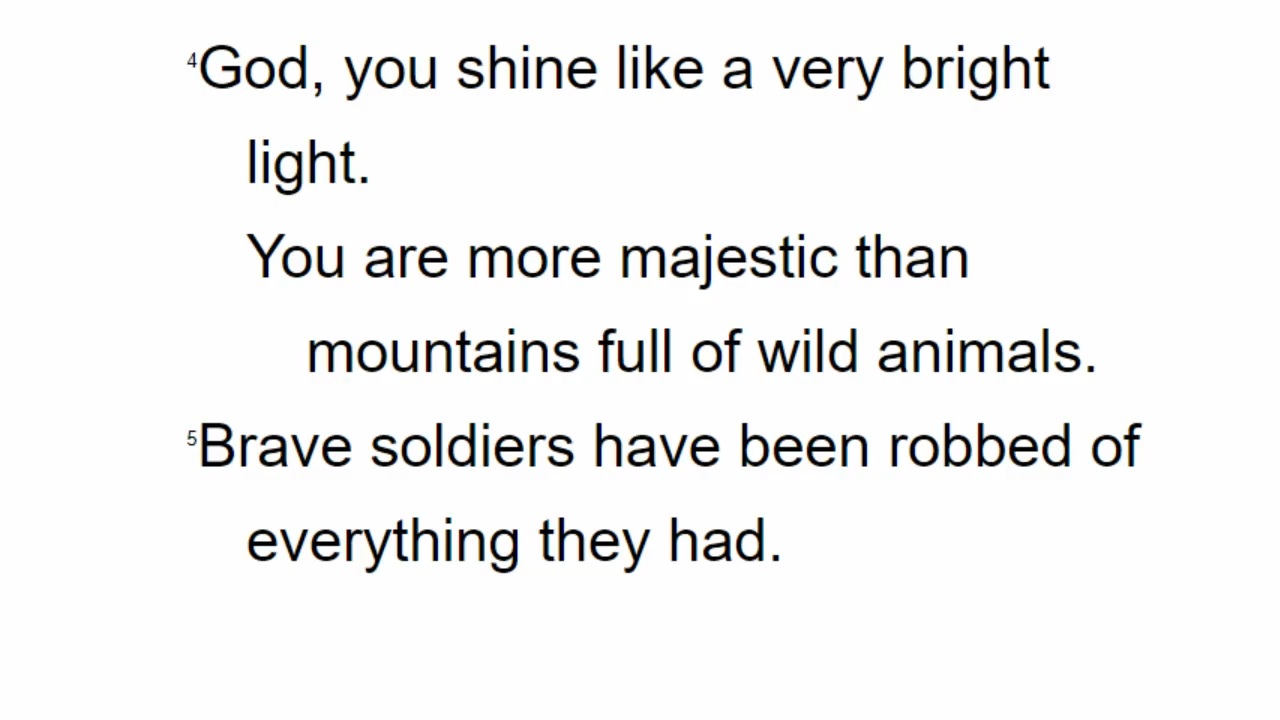 4God, you shine like a very bright
light.
You are more majestic than
mountains full of wild animals.
5Brave soldiers have been robbed of
everything they had.